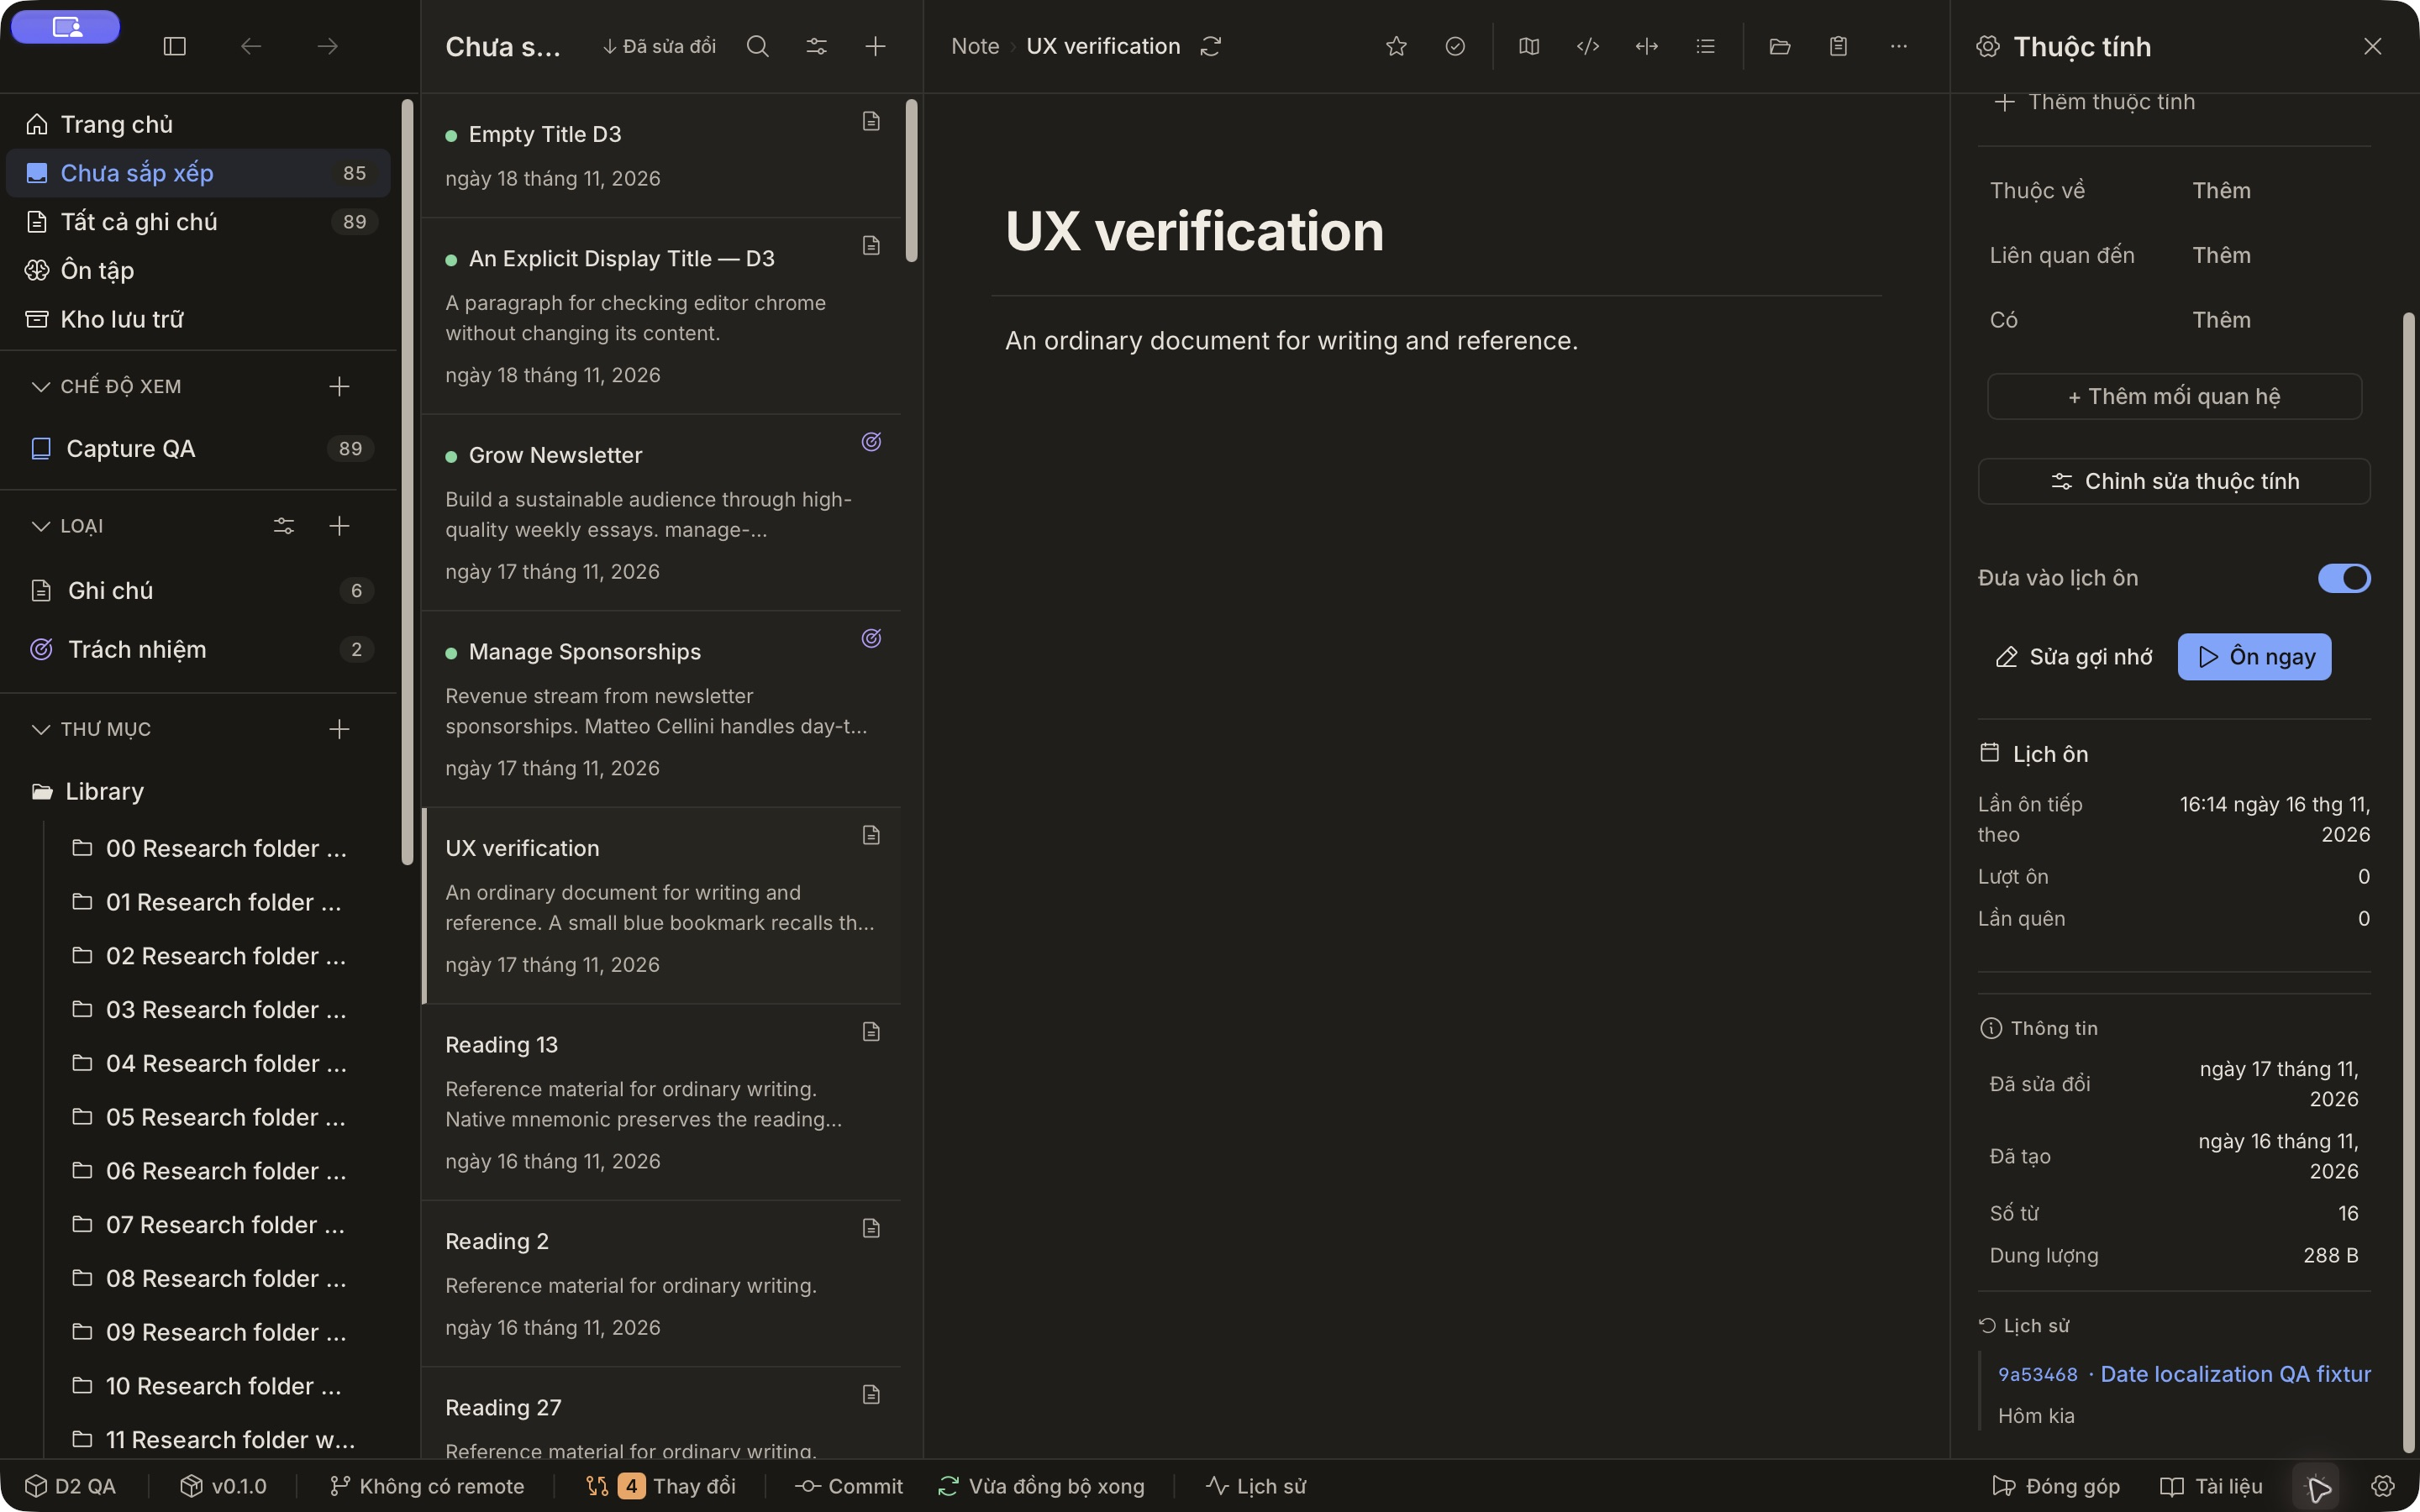 Trang chủ
Chưa sắp xếp 85
Tất cả ghi chú 89
Ôn tập
Kho lưu trữ
CHẾ ĐỘ XEM
Capture QA 89
LOẠI
Ghi chú 6
Trách nhiệm 2
THƯ MỤC
Library
00 Research folder ...
01 Research folder ...
02 Research folder ...
03 Research folder ...
04 Research folder ...
05 Research folder ...
06 Research folder ...
07 Research folder ...
08 Research folder ...
09 Research folder ...
10 Research folder ...
11 Research folder w...
Chưa s... Đã sửa đổi
Empty Title D3
ngày 18 tháng 11, 2026
An Explicit Display Title — D3
A paragraph for checking editor chrome
without changing its content.
ngày 18 tháng 11, 2026
Grow Newsletter
Build a sustainable audience through high-
quality weekly essays. manage-...
ngày 17 tháng 11, 2026
Manage Sponsorships
Revenue stream from newsletter
sponsorships. Matteo Cellini handles day-t...
ngày 17 tháng 11, 2026
UX verification
An ordinary document for writing and
reference. A small blue bookmark recalls th...
ngày 17 tháng 11, 2026
Reading 13
Reference material for ordinary writing.
Native mnemonic preserves the reading...
ngày 16 tháng 11, 2026
Reading 2
Reference material for ordinary writing.
ngày 16 tháng 11, 2026
Reading 27
Reference material for ordinary writing.
Note › UX verification
UX verification
An ordinary document for writing and reference.
Thuộc tính
Thêm thuộc tính
Thuộc về Thêm
Liên quan đến Thêm
Có Thêm
+ Thêm mối quan hệ
Chỉnh sửa thuộc tính
Đưa vào lịch ôn
Sửa gợi nhớ Ôn ngay
Lịch ôn
Lần ôn tiếp theo 16:14 ngày 16 thg 11, 2026
Lượt ôn 0
Lần quên 0
Thông tin
Đã sửa đổi ngày 17 tháng 11, 2026
Đã tạo ngày 16 tháng 11, 2026
Số từ 16
Dung lượng 288 B
Lịch sử
9a53468 · Date localization QA fixtur
Hôm kia
D2 QA v0.1.0 Không có remote 4 Thay đổi Commit Vừa đồng bộ xong Lịch sử Đóng góp Tài liệu